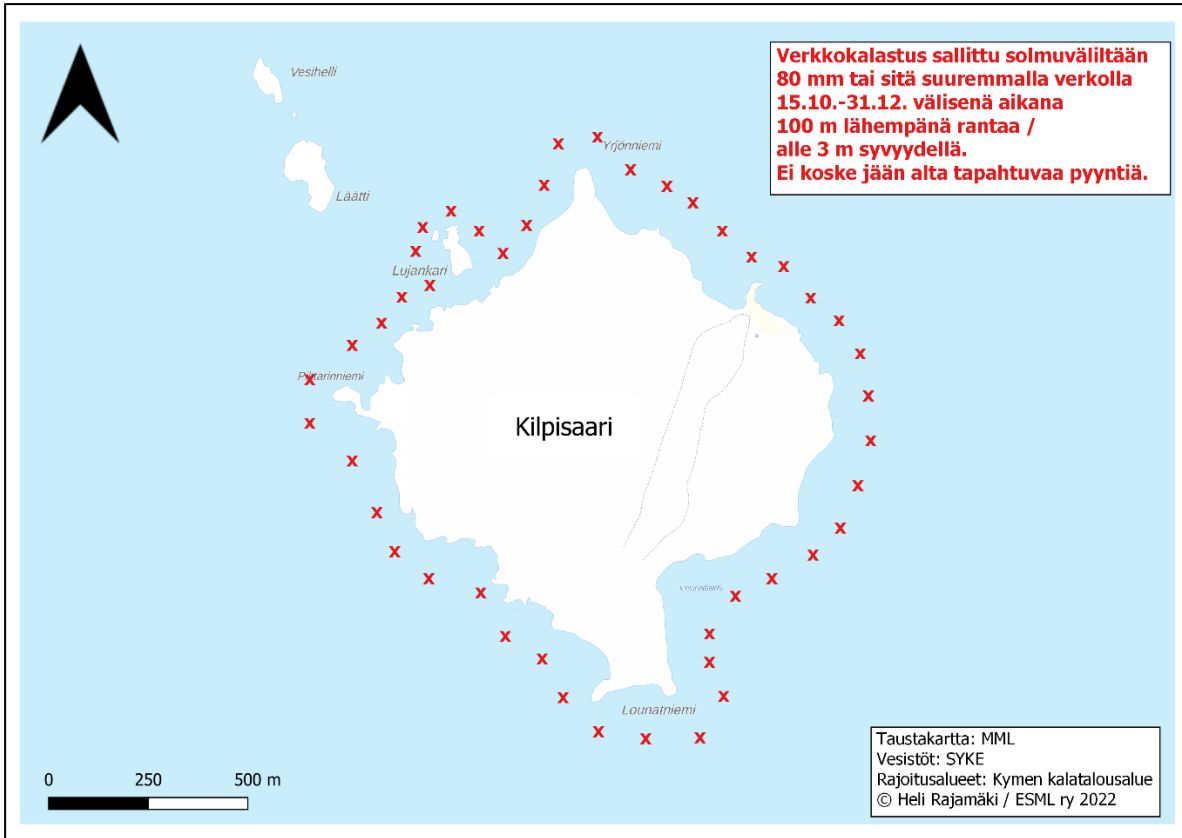 Verkkokalastus sallittu solmuväliltään
80 mm tai sitä suuremmalla verkolla
15.10.-31.12. välisenä aikana
100 m lähempänä rantaa /
alle 3 m syvyydellä.
Ei koske jään alta tapahtuvaa pyyntiä.
Vesihelli
Yrjönniemi
Läätti
Lujankari
Pihtarinniemi
Kilpisaari
Lounatniemi
0 250 500 m
Taustakartta: MML
Vesistöt: SYKE
Rajoitusalueet: Kymen kalatalousalue
© Heli Rajamäki / ESML ry 2022